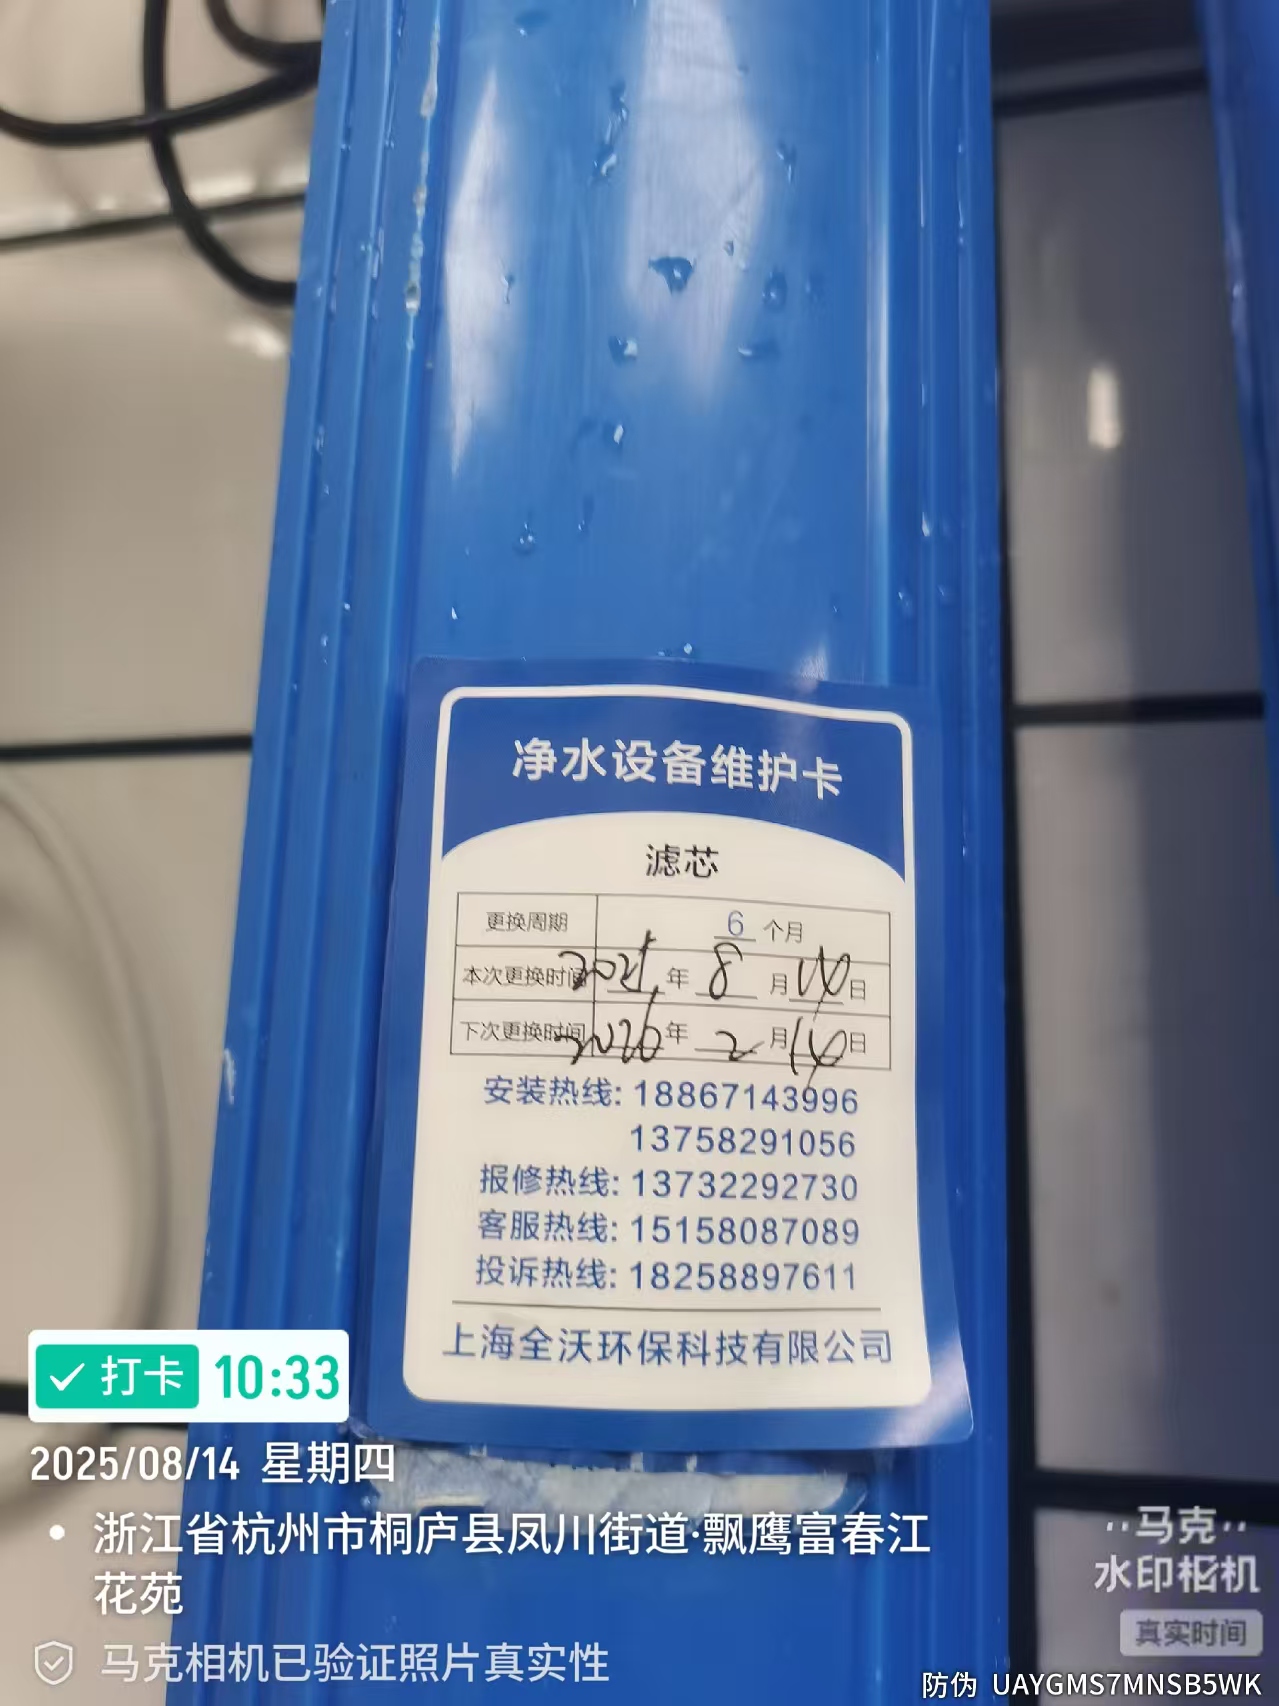 净水设备维护卡
滤芯
更换周期 6 个月
本次更换时间 2025 年 8 月 14 日
下次更换时间 2026 年 2 月 14 日
安装热线: 18867143996
13758291056
报修热线: 13732292730
客服热线: 15158087089
投诉热线: 18258897611
上海全沃环保科技有限公司
打卡 10:33
2025/08/14 星期四
浙江省杭州市桐庐县凤川街道·飘鹰富春江
花苑
马克相机已验证照片真实性
马克
水印相机
真实时间
防伪 UAYGMS7MNSB5WK